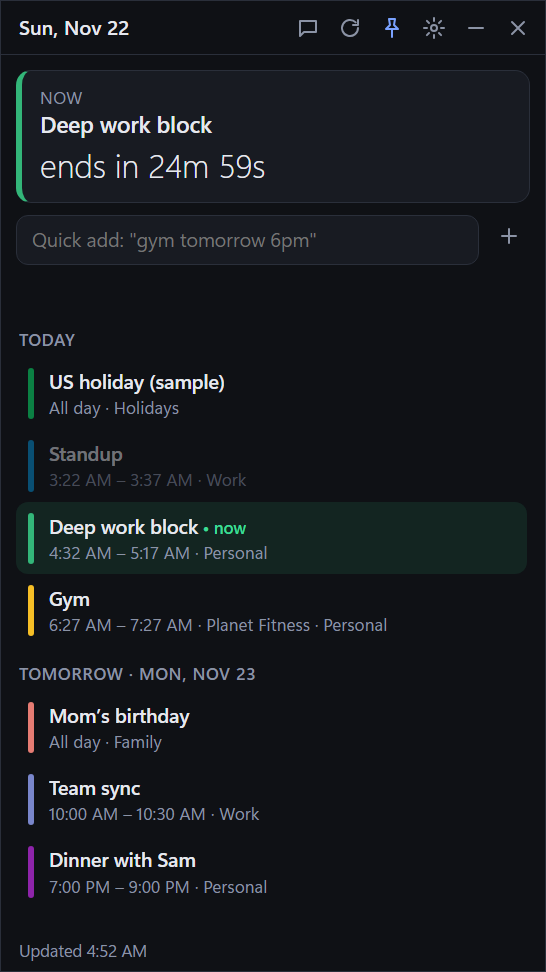 Sun, Nov 22
NOW
Deep work block
ends in 24m 59s
Quick add: "gym tomorrow 6pm"
TODAY
US holiday (sample)
All day · Holidays
Standup
3:22 AM – 3:37 AM · Work
Deep work block • now
4:32 AM – 5:17 AM · Personal
Gym
6:27 AM – 7:27 AM · Planet Fitness · Personal
TOMORROW · MON, NOV 23
Mom’s birthday
All day · Family
Team sync
10:00 AM – 10:30 AM · Work
Dinner with Sam
7:00 PM – 9:00 PM · Personal
Updated 4:52 AM